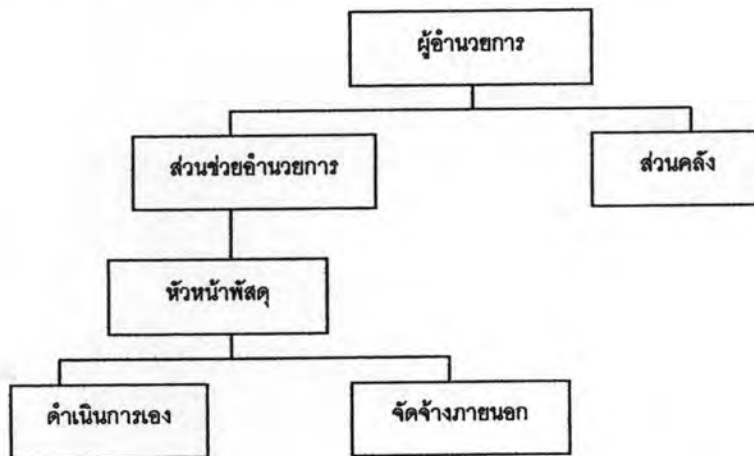 ผู้อำนวยการ
ส่วนช่วยอำนวยการ
ส่วนคลัง
หัวหน้าพัสดุ
ดำเนินการเอง
จัดจ้างภายนอก